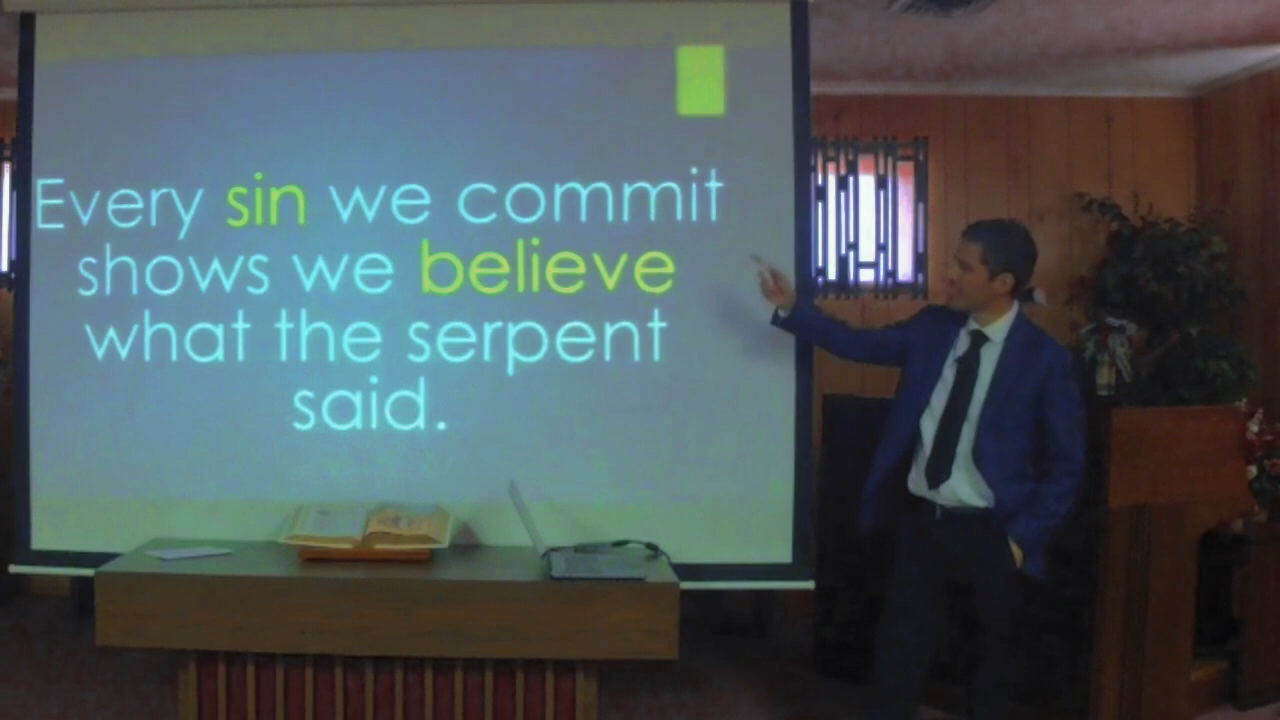 Every sin we commit
shows we believe
what the serpent
said.